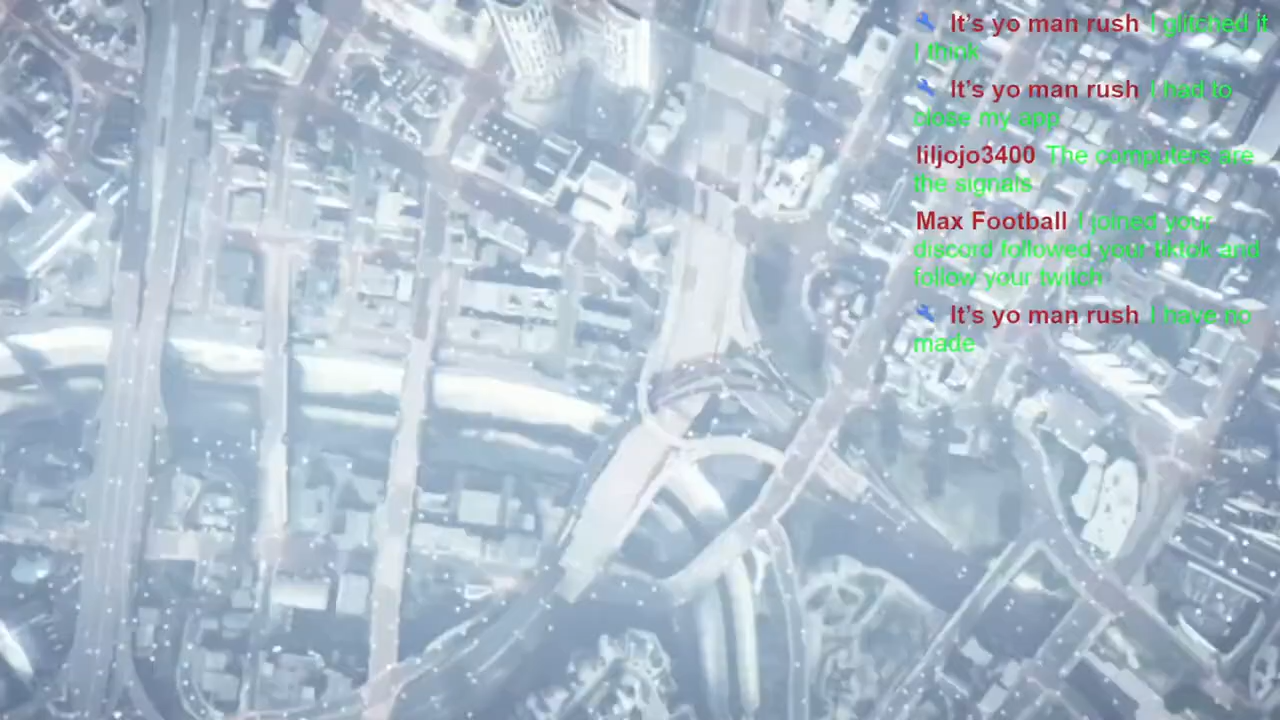 It's yo man rush I glitched it
I think
It's yo man rush I had to
close my app
liljojo3400 The computers are
the signals
Max Football I joined your
discord followed your tiktok and
follow your twitch
It's yo man rush I have no
made